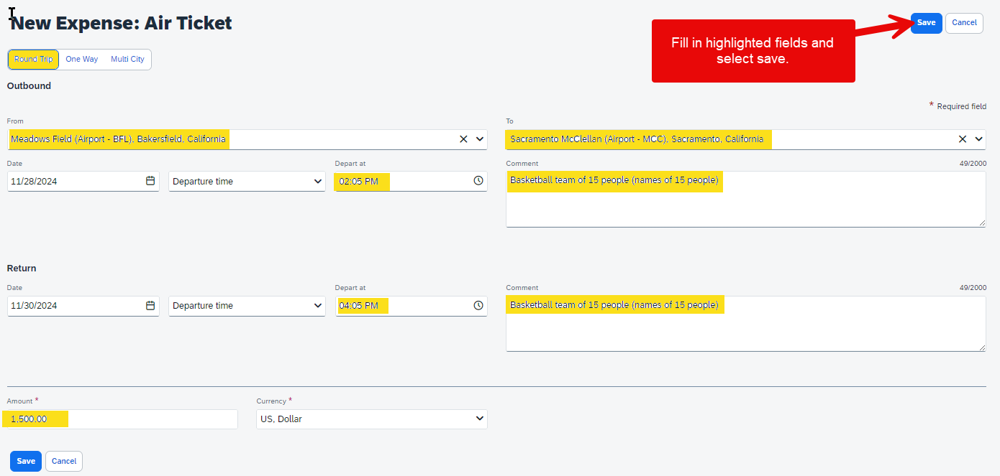 New Expense: Air Ticket
Save
Cancel
Fill in highlighted fields and
select save.
Round Trip
One Way
Multi City
Outbound
* Required field
From
To
Meadows Field (Airport - BFL), Bakersfield, California
Sacramento McClellan (Airport - MCC), Sacramento, California
Date
Depart at
Comment
49/2000
11/28/2024
Departure time
02:05 PM
Basketball team of 15 people (names of 15 people)
Return
Date
Depart at
Comment
49/2000
11/30/2024
Departure time
04:05 PM
Basketball team of 15 people (names of 15 people)
Amount *
Currency *
1,500.00
US, Dollar
Save
Cancel